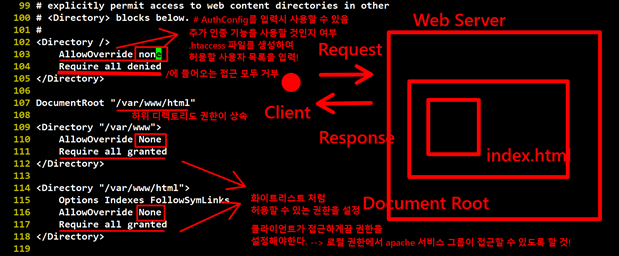 99 # explicitly permit access to web content directories in other
100 # <Directory> blocks below. # AuthConfig를 입력시 사용할 수 있음
101 # 추가 인증 기능을 사용할 것인지 여부
102 <Directory /> .htaccess 파일을 생성하여
103 AllowOverride none 허용할 사용자 목록을 입력!
104 Require all denied /에 들어오는 접근 모두 거부
105 </Directory>
106
107 DocumentRoot "/var/www/html"
108 하위 디렉토리도 권한이 상속
109 <Directory "/var/www">
110 AllowOverride None
111 Require all granted
112 </Directory>
113
114 <Directory "/var/www/html">
115 Options Indexes FollowSymLinks
116 AllowOverride None
117 Require all granted
118 </Directory>
119
화이트리스트 처럼
허용할 수 있는 권한을 설정
클라이언트가 접근하게끔 권한을
설정해야한다. --> 로컬 권한에서 apache 서비스 그룹이 접근할 수 있도록 할 것!
Web Server
Request
Client
Response
index.html
Document Root